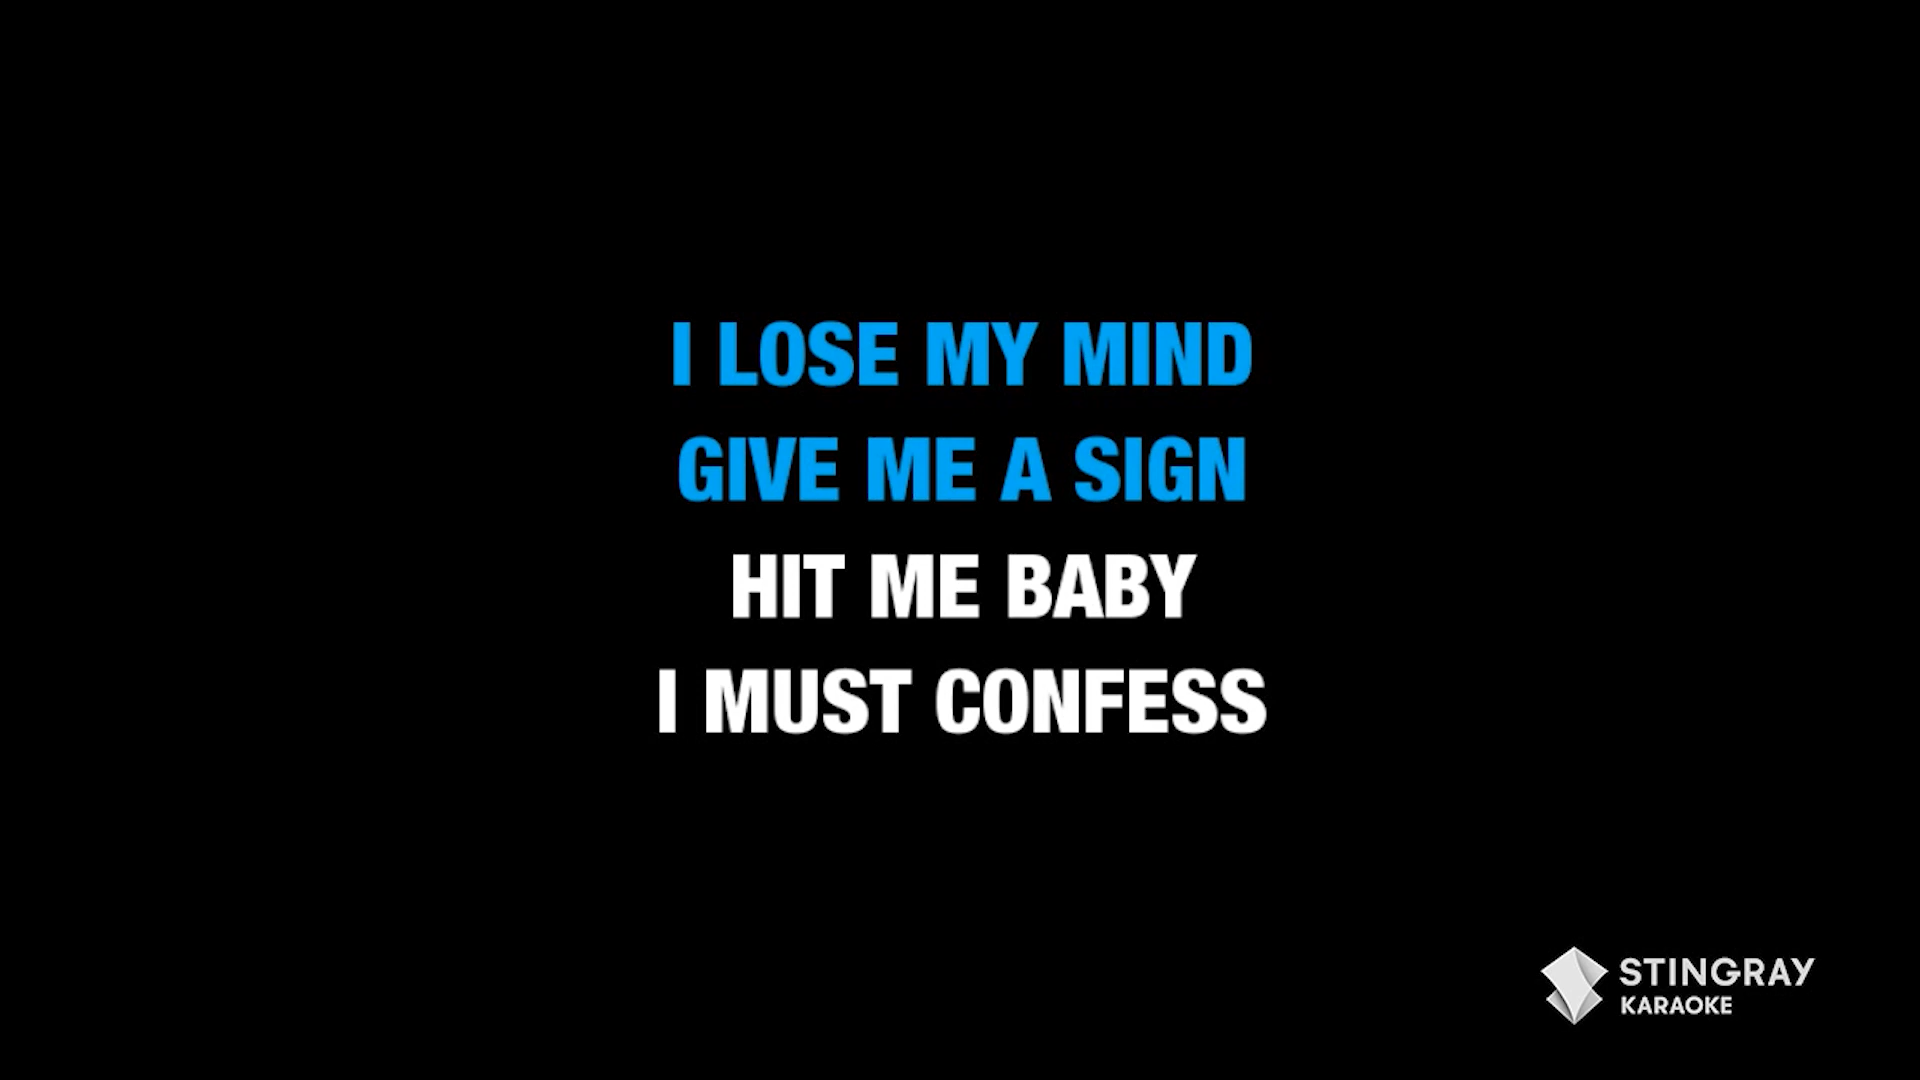 I LOSE MY MIND
GIVE ME A SIGN
HIT ME BABY
I MUST CONFESS
STINGRAY
KARAOKE